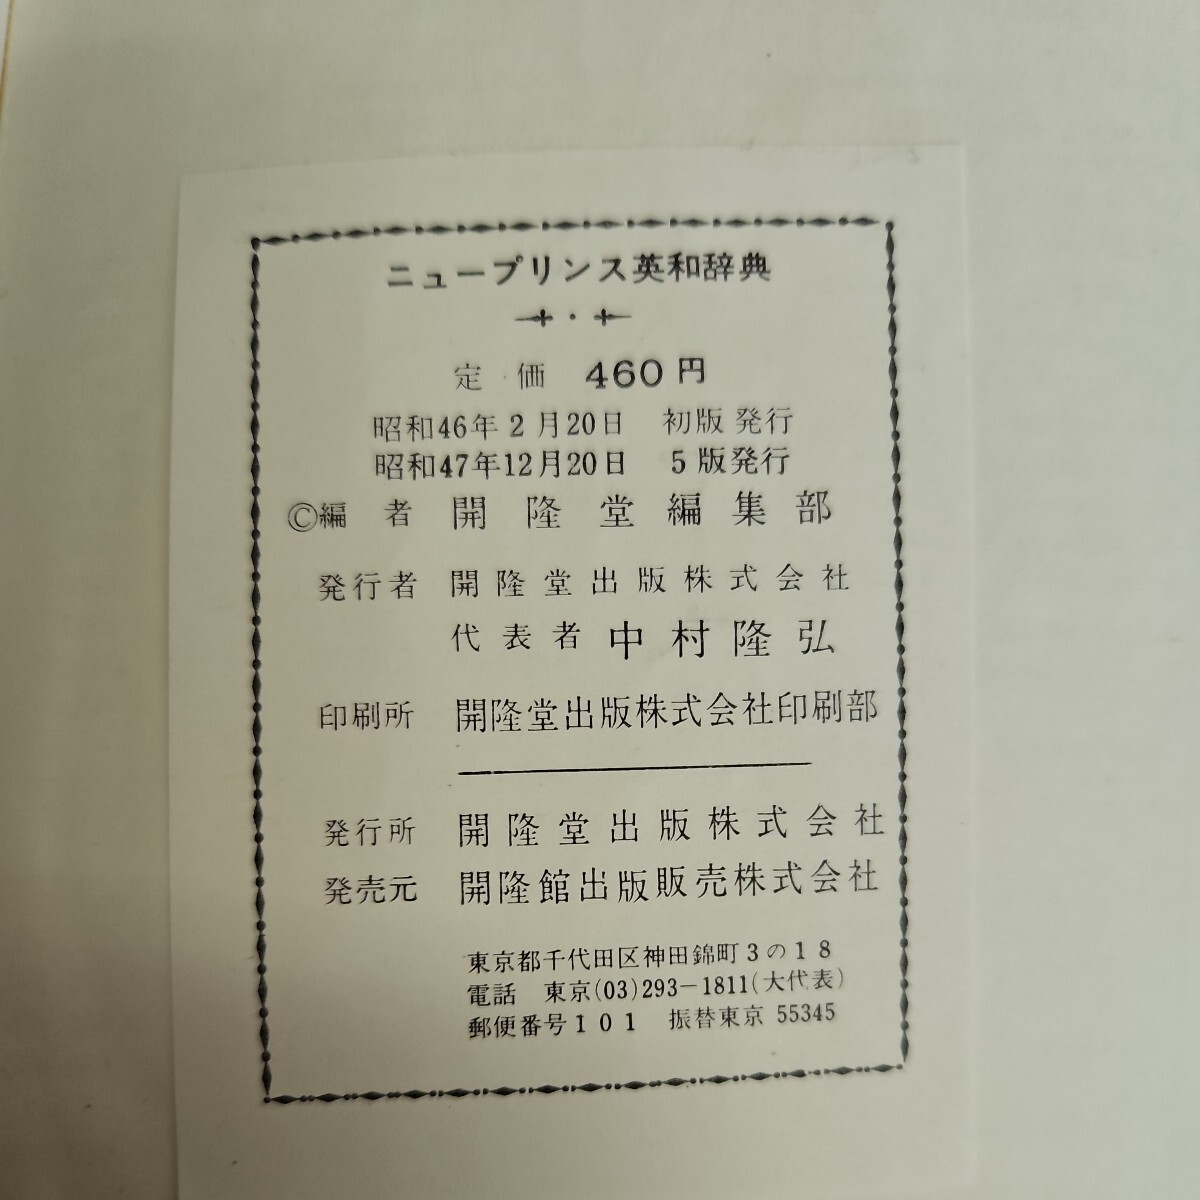 ニュープリンス英和辞典
定価 460円
昭和46年2月20日 初版発行
昭和47年12月20日 5版発行
©編者 開隆堂編集部
発行者 開隆堂出版株式会社
代表者 中村隆弘
印刷所 開隆堂出版株式会社印刷部
発行所 開隆堂出版株式会社
発売元 開隆館出版販売株式会社
東京都千代田区神田錦町3の18
電話 東京(03)293-1811(大代表)
郵便番号101 振替東京 55345